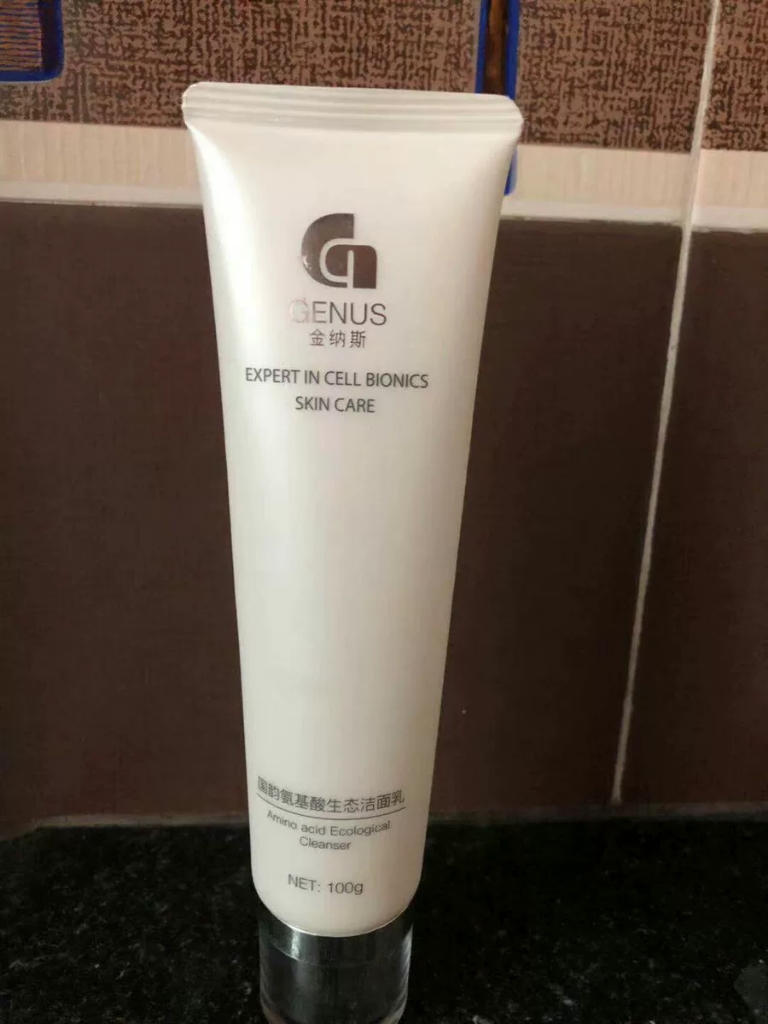 GENUS
金纳斯
EXPERT IN CELL BIONICS
SKIN CARE
国韵氨基酸生态洁面乳
Amino acid Ecological
Cleanser
NET: 100g